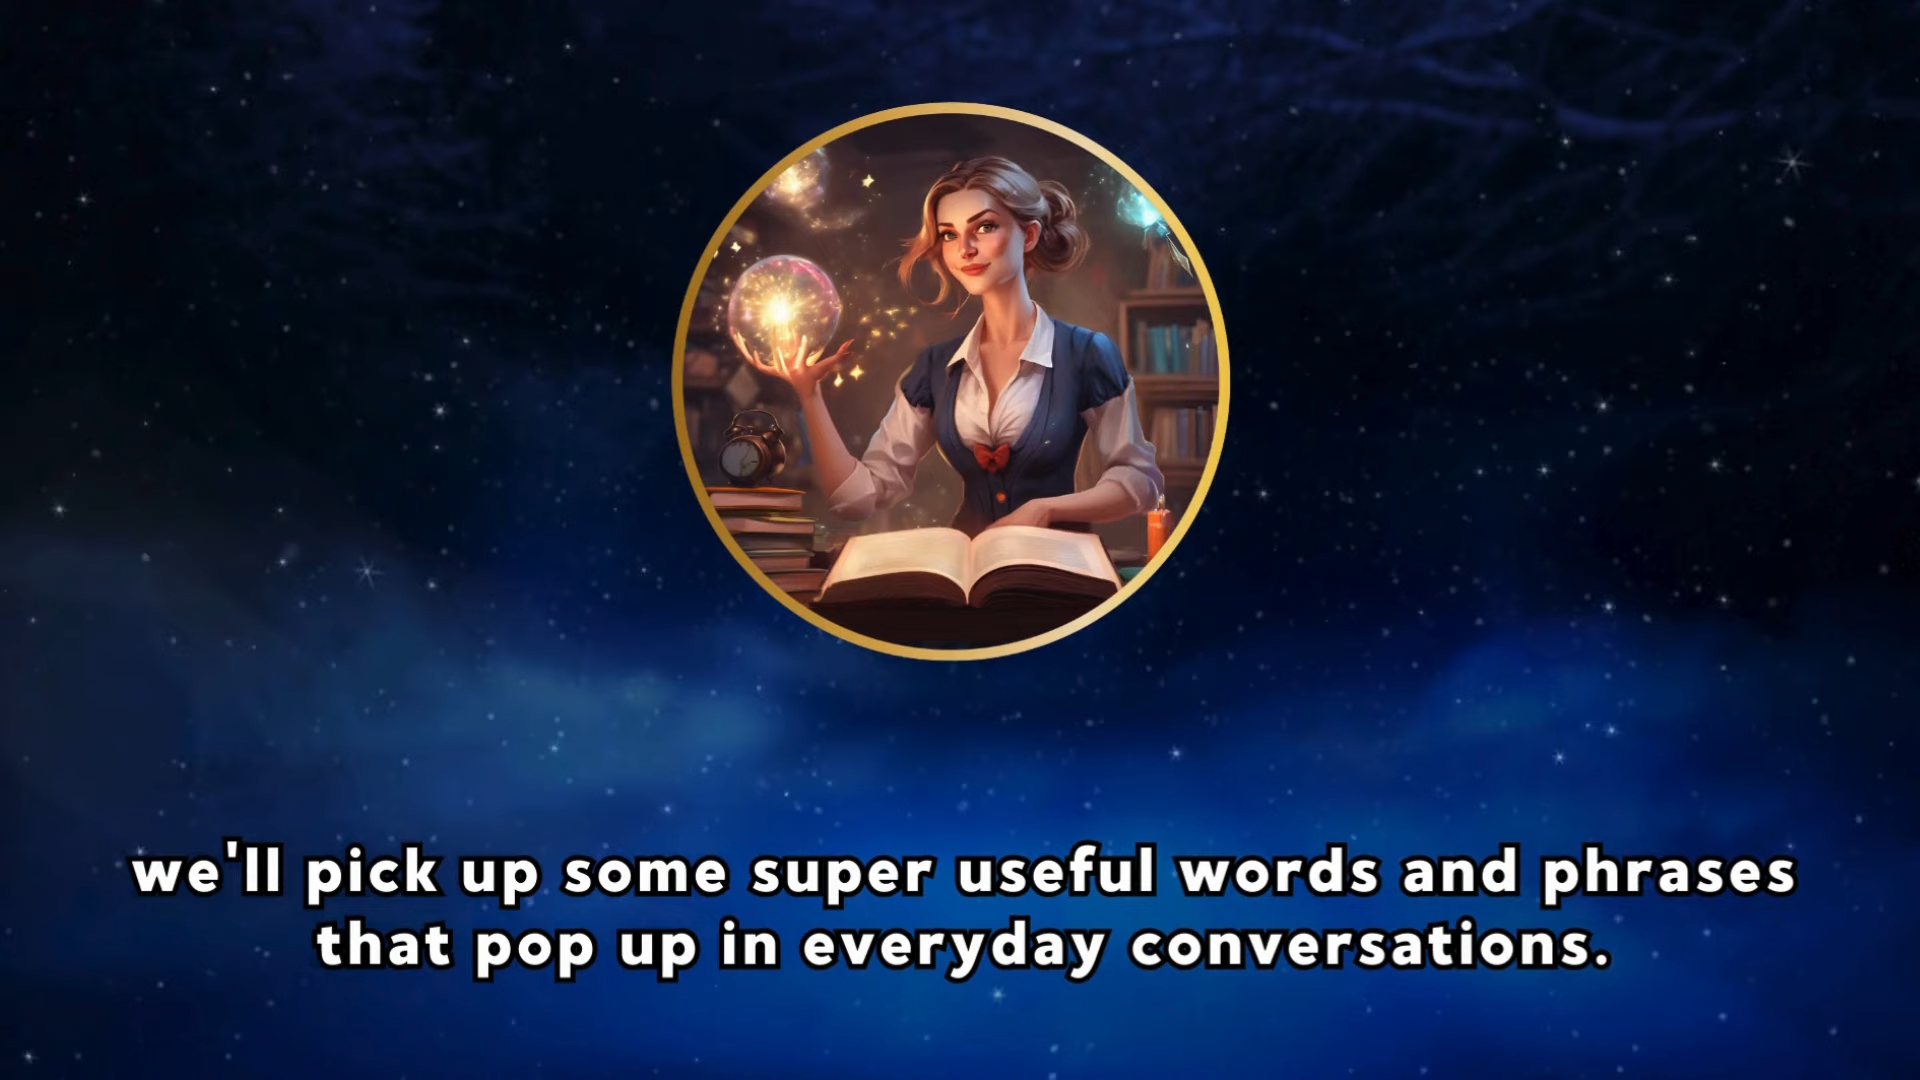 we'll pick up some super useful words and phrases
that pop up in everyday conversations.